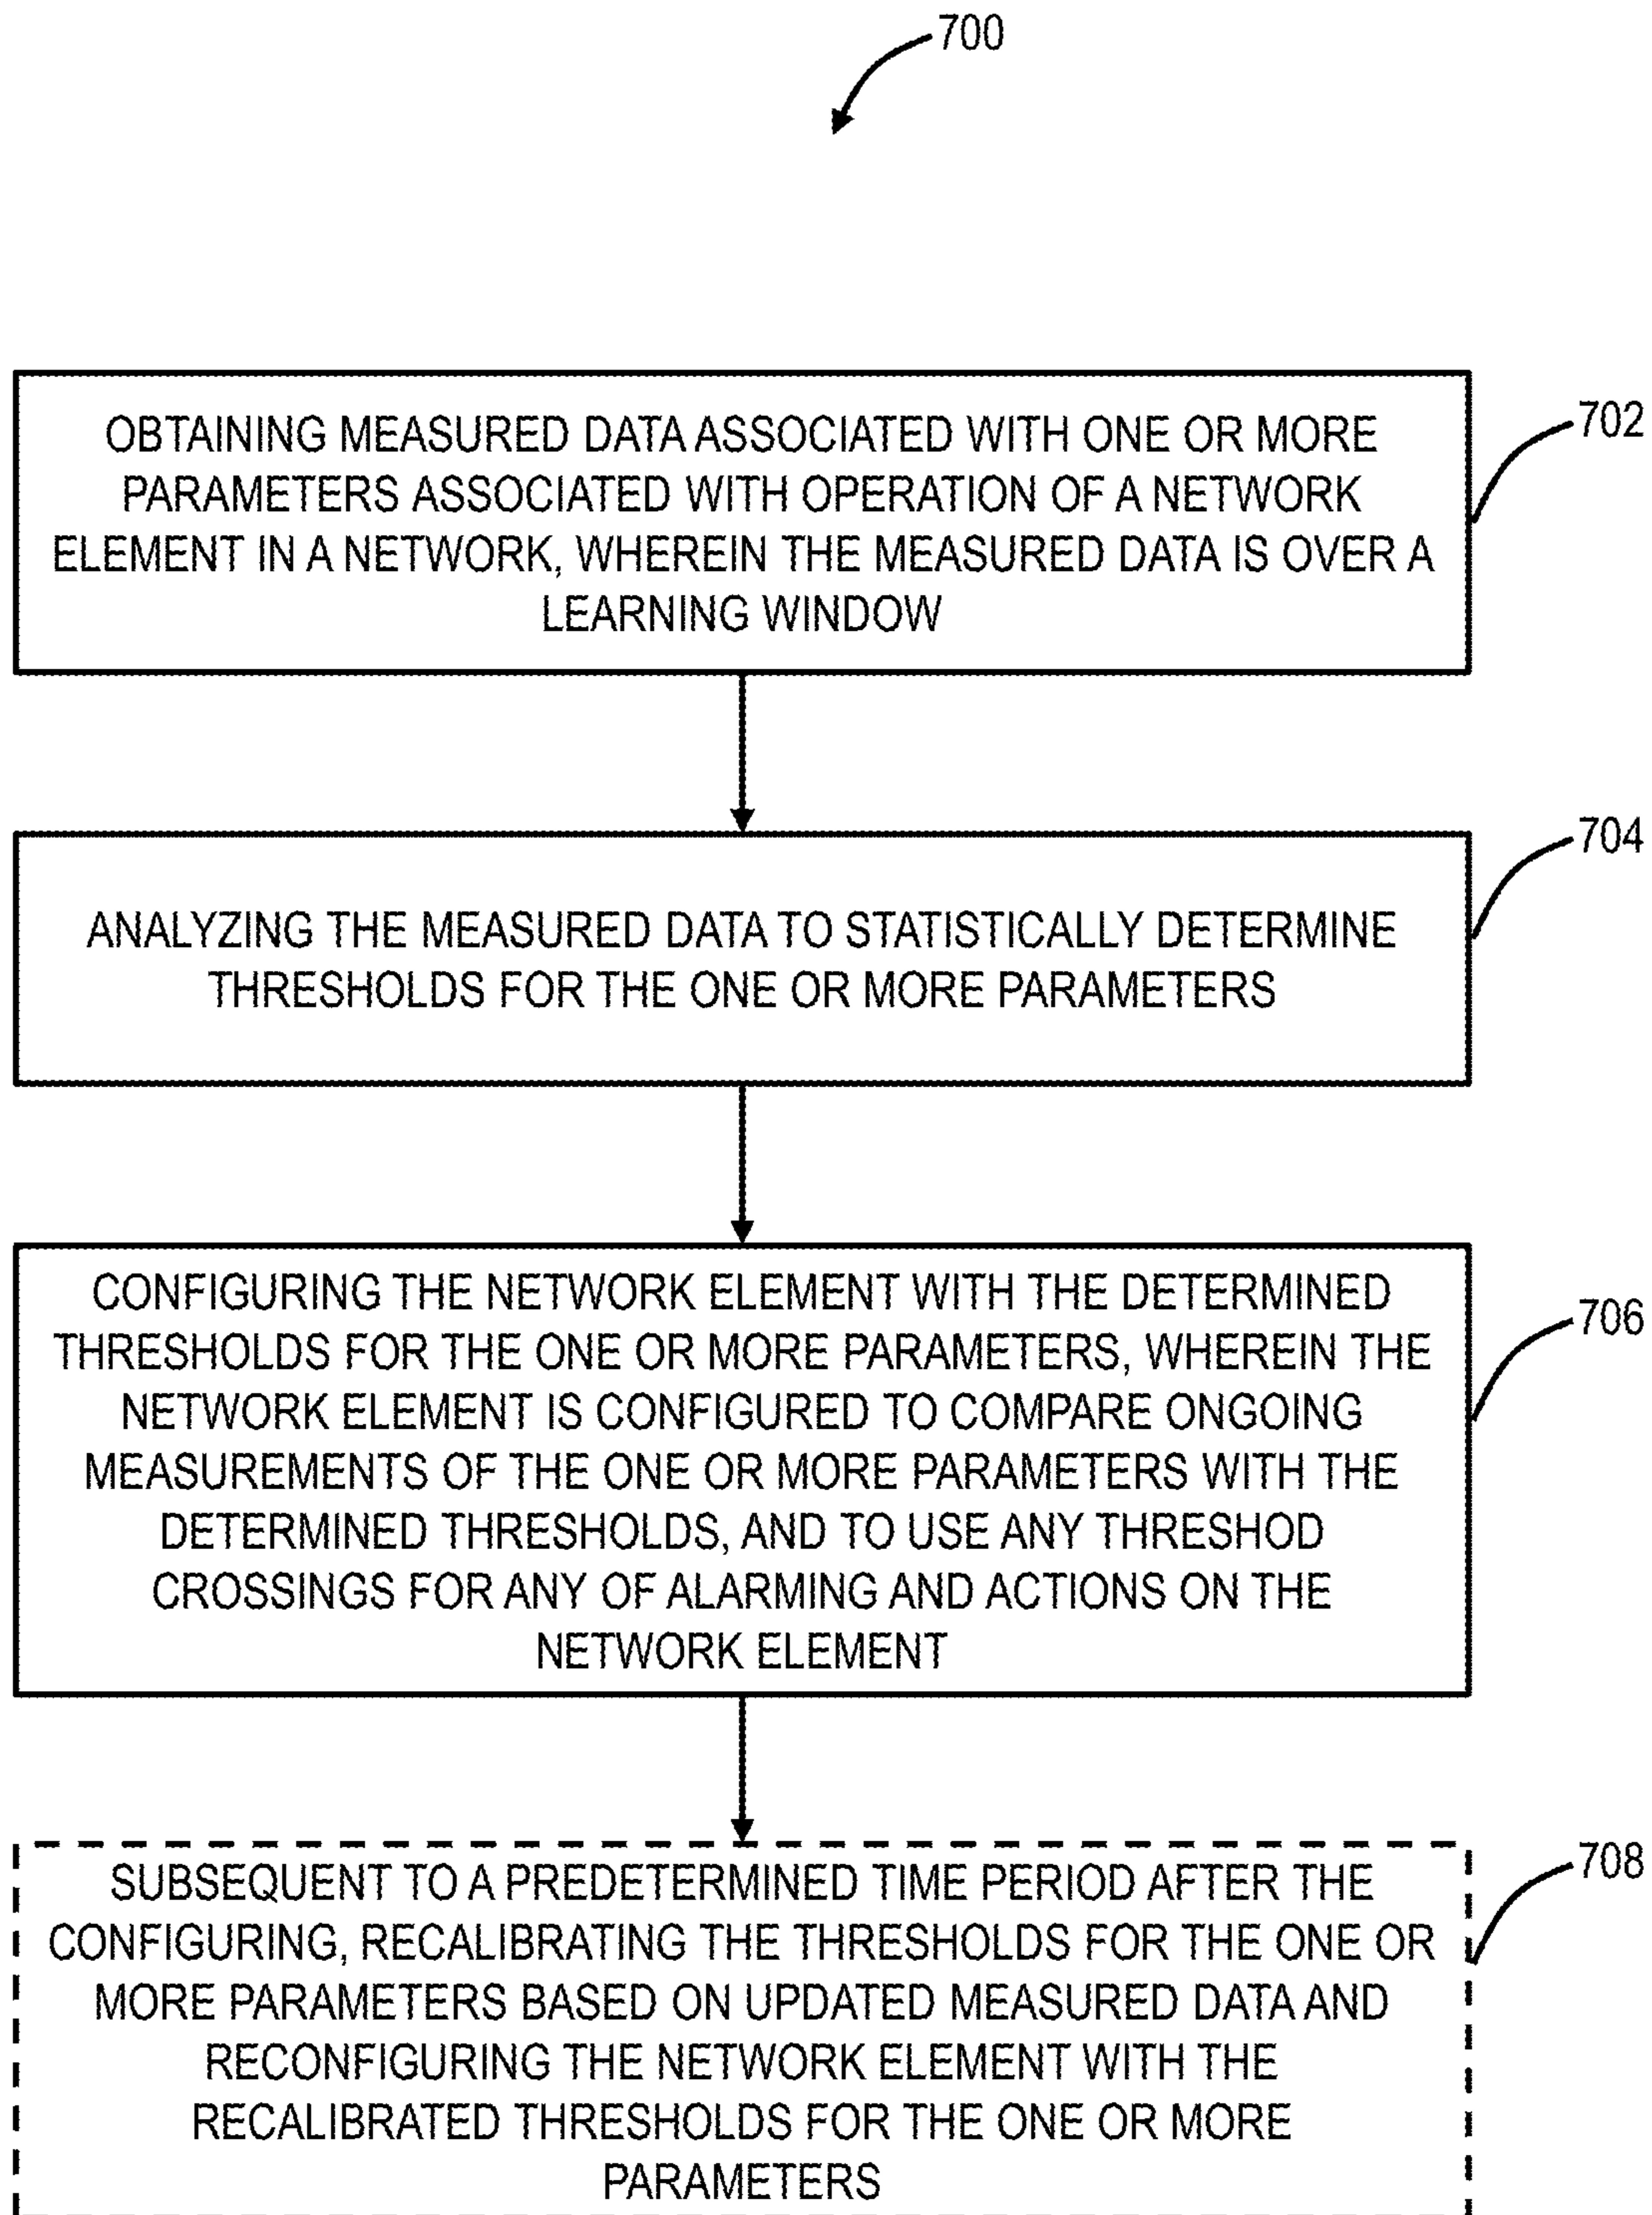 700
OBTAINING MEASURED DATA ASSOCIATED WITH ONE OR MORE
PARAMETERS ASSOCIATED WITH OPERATION OF A NETWORK
ELEMENT IN A NETWORK, WHEREIN THE MEASURED DATA IS OVER A
LEARNING WINDOW
702
ANALYZING THE MEASURED DATA TO STATISTICALLY DETERMINE
THRESHOLDS FOR THE ONE OR MORE PARAMETERS
704
CONFIGURING THE NETWORK ELEMENT WITH THE DETERMINED
THRESHOLDS FOR THE ONE OR MORE PARAMETERS, WHEREIN THE
NETWORK ELEMENT IS CONFIGURED TO COMPARE ONGOING
MEASUREMENTS OF THE ONE OR MORE PARAMETERS WITH THE
DETERMINED THRESHOLDS, AND TO USE ANY THRESHOD
CROSSINGS FOR ANY OF ALARMING AND ACTIONS ON THE
NETWORK ELEMENT
706
SUBSEQUENT TO A PREDETERMINED TIME PERIOD AFTER THE
CONFIGURING, RECALIBRATING THE THRESHOLDS FOR THE ONE OR
MORE PARAMETERS BASED ON UPDATED MEASURED DATA AND
RECONFIGURING THE NETWORK ELEMENT WITH THE
RECALIBRATED THRESHOLDS FOR THE ONE OR MORE
PARAMETERS
708